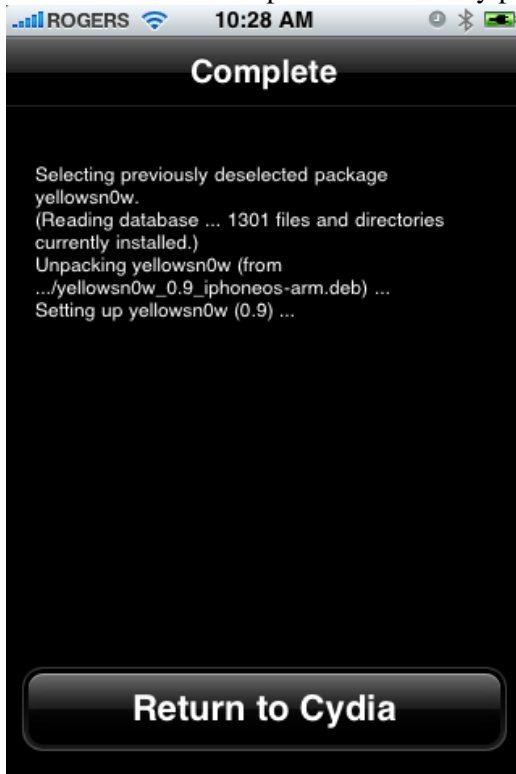 ROGERS 10:28 AM
Complete
Selecting previously deselected package
yellowsn0w.
(Reading database ... 1301 files and directories
currently installed.)
Unpacking yellowsn0w (from
.../yellowsn0w_0.9_iphoneos-arm.deb) ...
Setting up yellowsn0w (0.9) ...
Return to Cydia